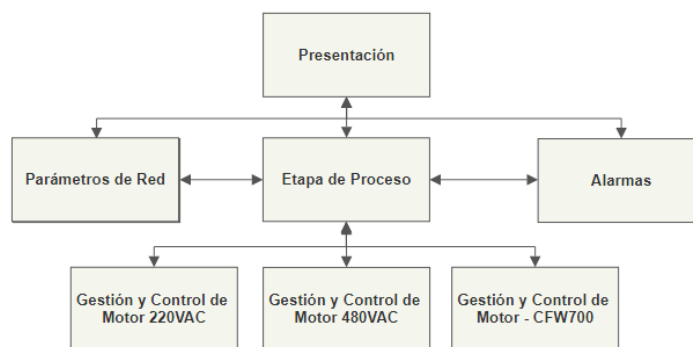 Presentación
Parámetros de Red
Etapa de Proceso
Alarmas
Gestión y Control de
Motor 220VAC
Gestión y Control de
Motor 480VAC
Gestión y Control de
Motor - CFW700